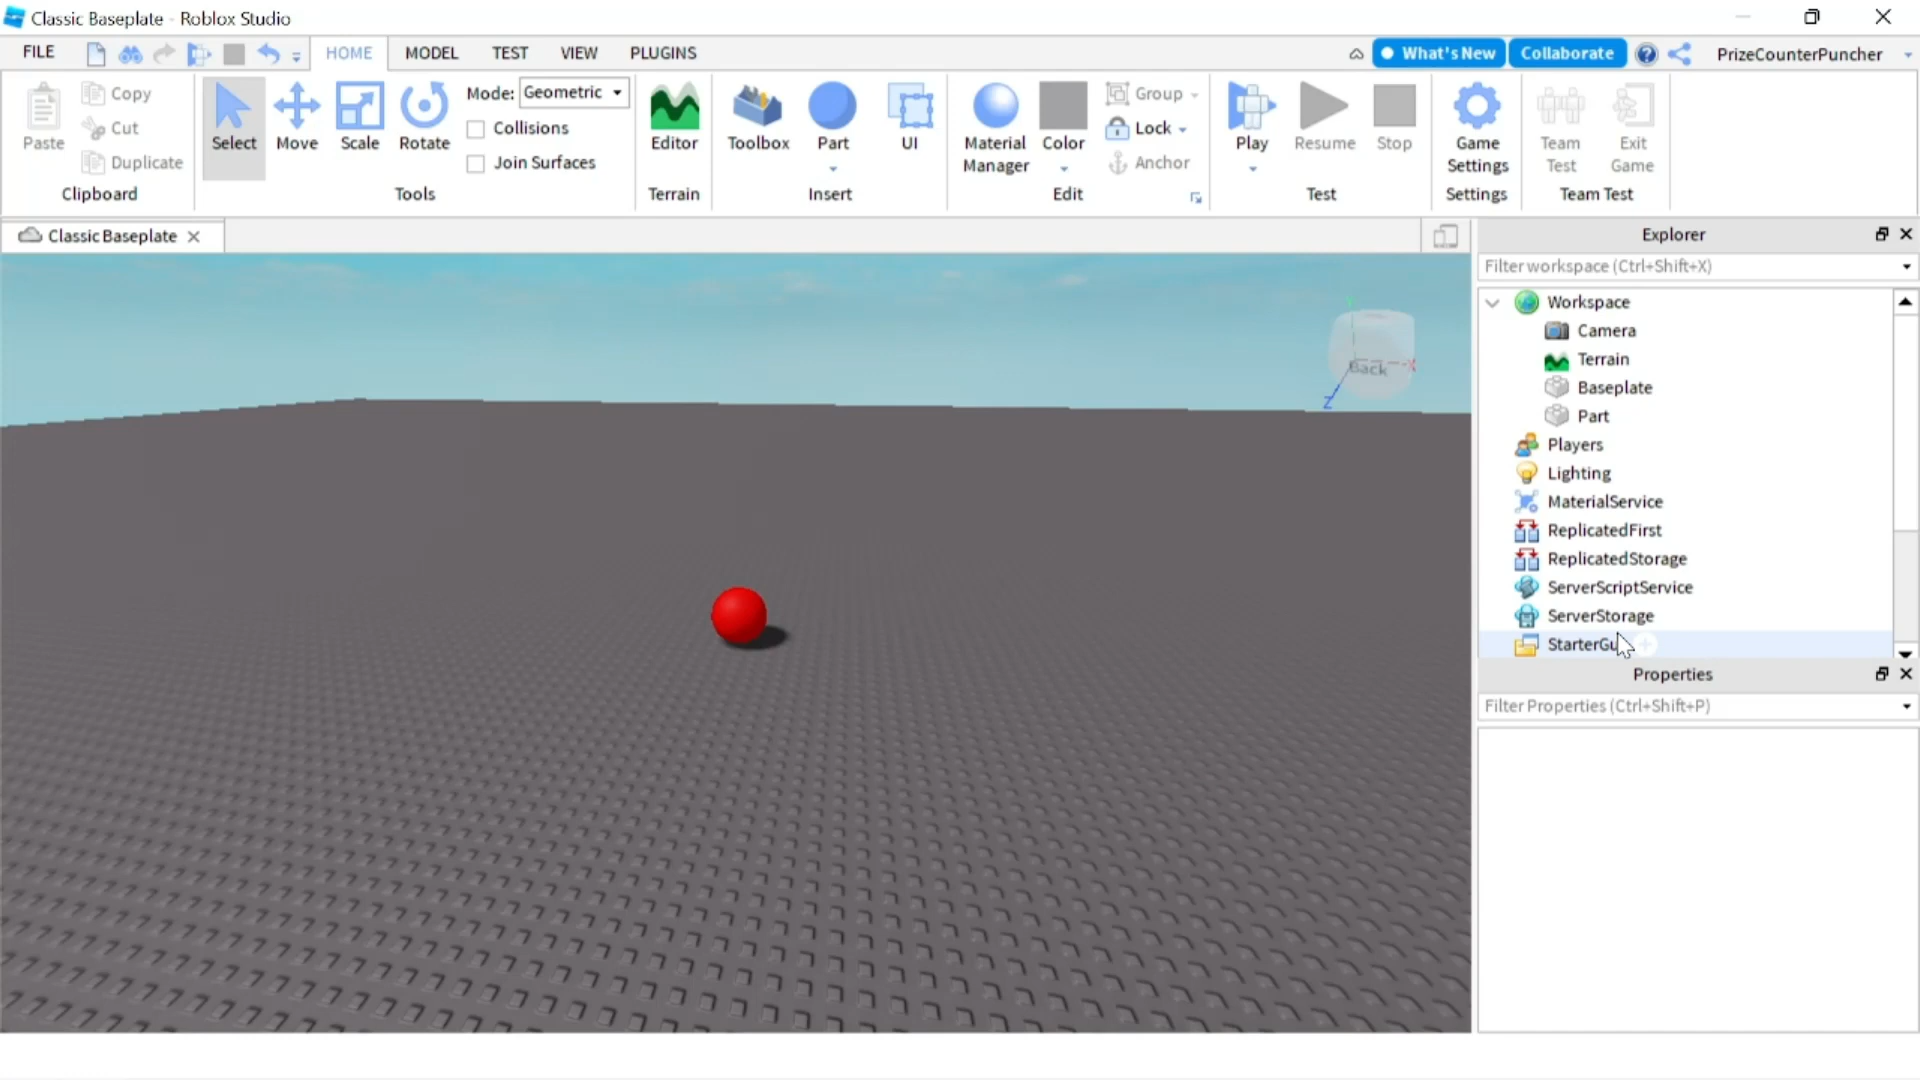 Classic Baseplate - Roblox Studio
FILE
HOME
MODEL
TEST
VIEW
PLUGINS
What's New
Collaborate
PrizeCounterPuncher
Paste
Copy
Cut
Duplicate
Clipboard
Select
Move
Scale
Rotate
Mode: Geometric
Collisions
Join Surfaces
Tools
Editor
Terrain
Toolbox
Part
UI
Insert
Material
Manager
Color
Group
Lock
Anchor
Edit
Play
Resume
Stop
Test
Game
Settings
Settings
Team
Test
Exit
Game
Team Test
Classic Baseplate
Back
Z
Explorer
Filter workspace (Ctrl+Shift+X)
Workspace
Camera
Terrain
Baseplate
Part
Players
Lighting
MaterialService
ReplicatedFirst
ReplicatedStorage
ServerScriptService
ServerStorage
StarterGu
Properties
Filter Properties (Ctrl+Shift+P)